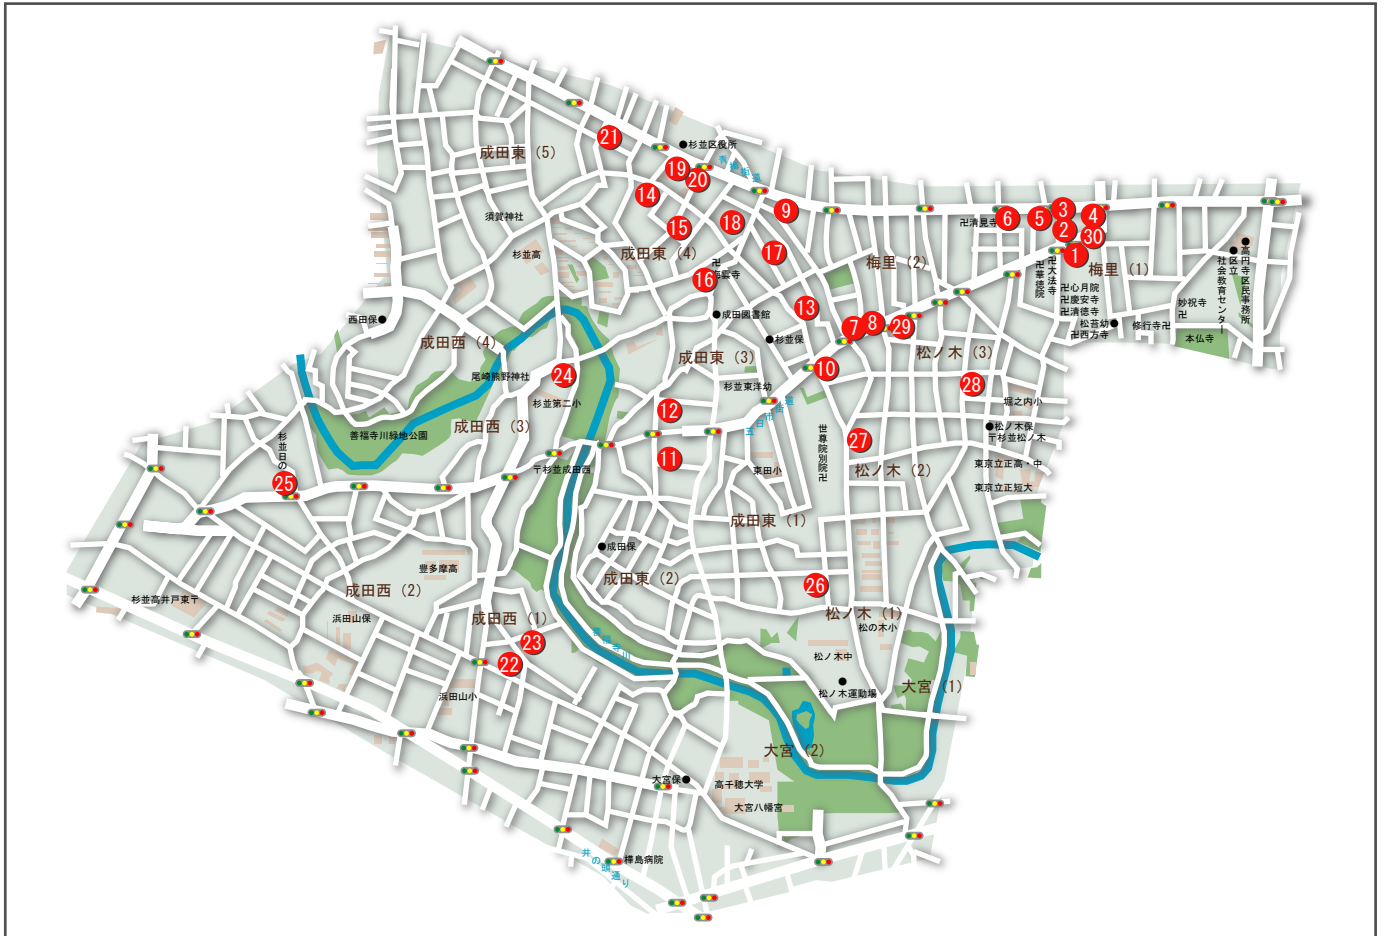 21
杉並区役所
成田東（5）
青梅街道
19
20
14
9
須賀神社
18
15
卍清見寺
6
5
3
4
2
30
1
杉並高
成田東（4）
17
梅里（2）
梅里（1）
16
卍華徳院
卍大法寺
区立
社会教育センター
高円寺区民事務所
卍心月院
卍慶安寺
卍清徳寺
妙祝寺
卍
13
成田図書館
西田保
7
8
29
松苔幼
卍西方寺
修行寺卍
本仏寺
成田西（4）
杉並保
成田東（3）
松ノ木（3）
10
尾崎熊野神社
24
杉並東洋幼
28
杉並第二小
12
堀之内小
五日市街道
成田西（3）
松ノ木保
〒杉並松ノ木
善福寺川緑地公園
世尊院別院卍
27
11
杉並日の
25
〒杉並成田西
東田小
松ノ木（2）
東京立正高・中
東京立正短大
成田東（1）
成田保
豊多摩高
成田東（2）
成田西（2）
26
杉並高井戸東〒
浜田山保
成田西（1）
松ノ木（1）
松の木小
善福寺川
23
22
松ノ木中
浜田山小
松ノ木運動場
大宮（1）
大宮（2）
大宮保
高千穂大学
大宮八幡宮
井の頭通り
樺島病院